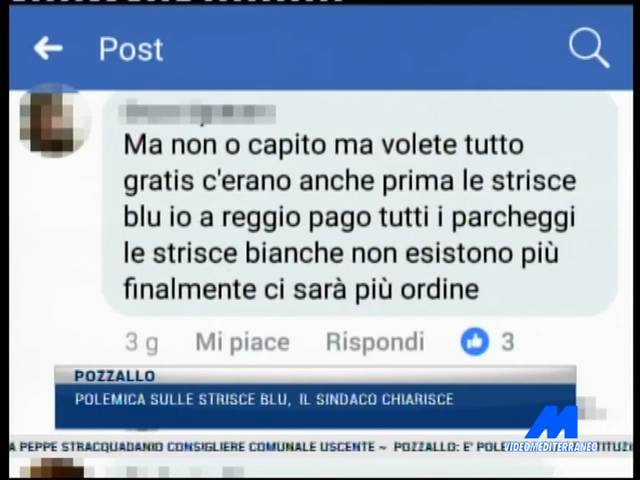 Post
Ma non o capito ma volete tutto
gratis c'erano anche prima le strisce
blu io a reggio pago tutti i parcheggi
le strisce bianche non esistono più
finalmente ci sarà più ordine
3 g Mi piace Rispondi 3
POZZALLO
POLEMICA SULLE STRISCE BLU, IL SINDACO CHIARISCE
M
VIDEOMEDITERRANEO
A PEPPE STRACQUADANIO CONSIGLIERE COMUNALE USCENTE ~ POZZALLO: E'